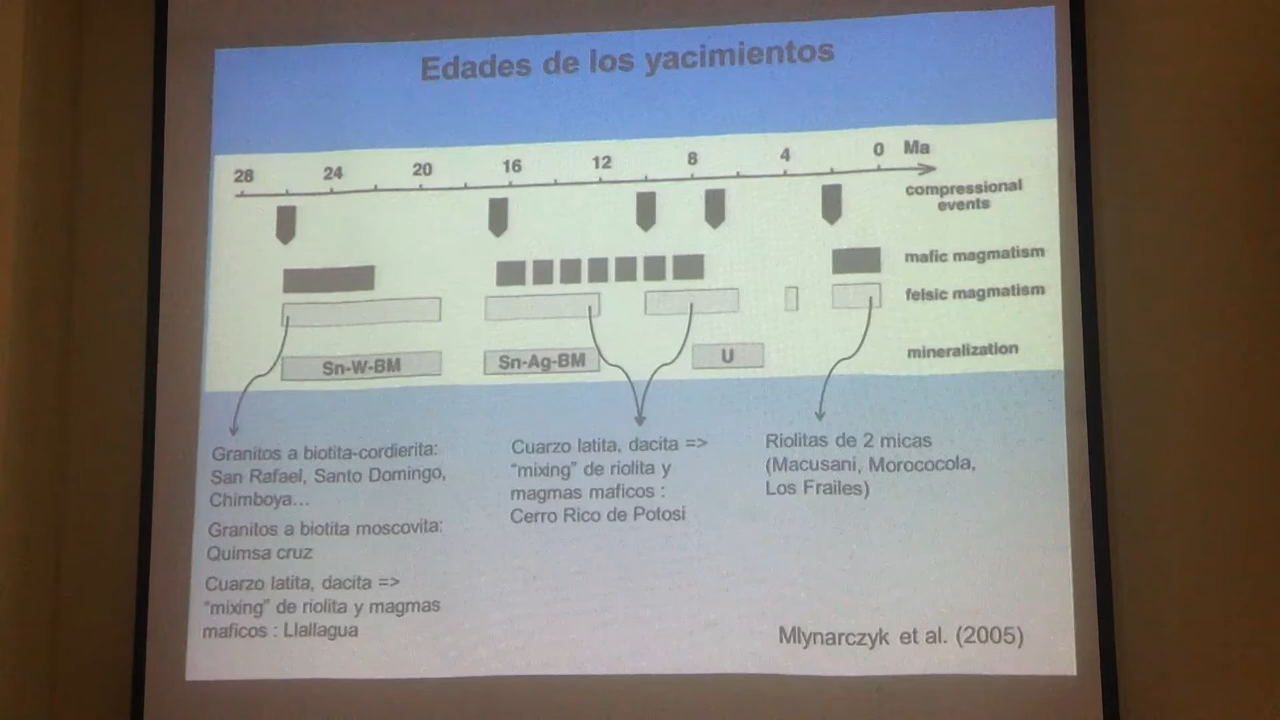 Edades de los yacimientos
28 24 20 16 12 8 4 0 Ma
compressional
events
mafic magmatism
felsic magmatism
mineralization
Sn-W-BM
Sn-Ag-BM
U
Granitos a biotita-cordierita:
San Rafael, Santo Domingo,
Chimboya...
Granitos a biotita moscovita:
Quimsa cruz
Cuarzo latita, dacita =>
"mixing" de riolita y magmas
maficos : Llallagua
Cuarzo latita, dacita =>
"mixing" de riolita y
magmas maficos :
Cerro Rico de Potosi
Riolitas de 2 micas
(Macusani, Morococola,
Los Frailes)
Mlynarczyk et al. (2005)